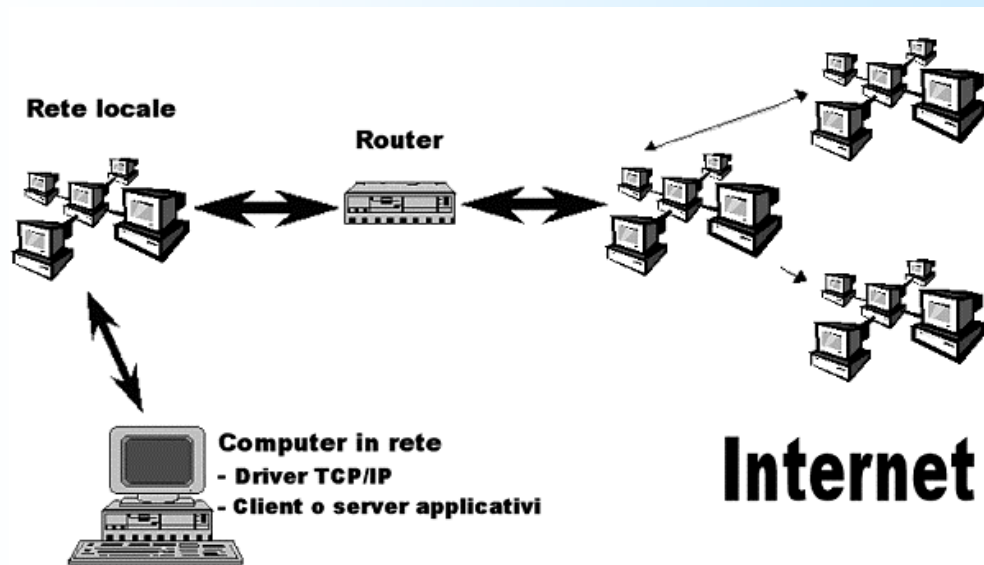 Rete locale
Router
Computer in rete
- Driver TCP/IP
- Client o server applicativi
Internet